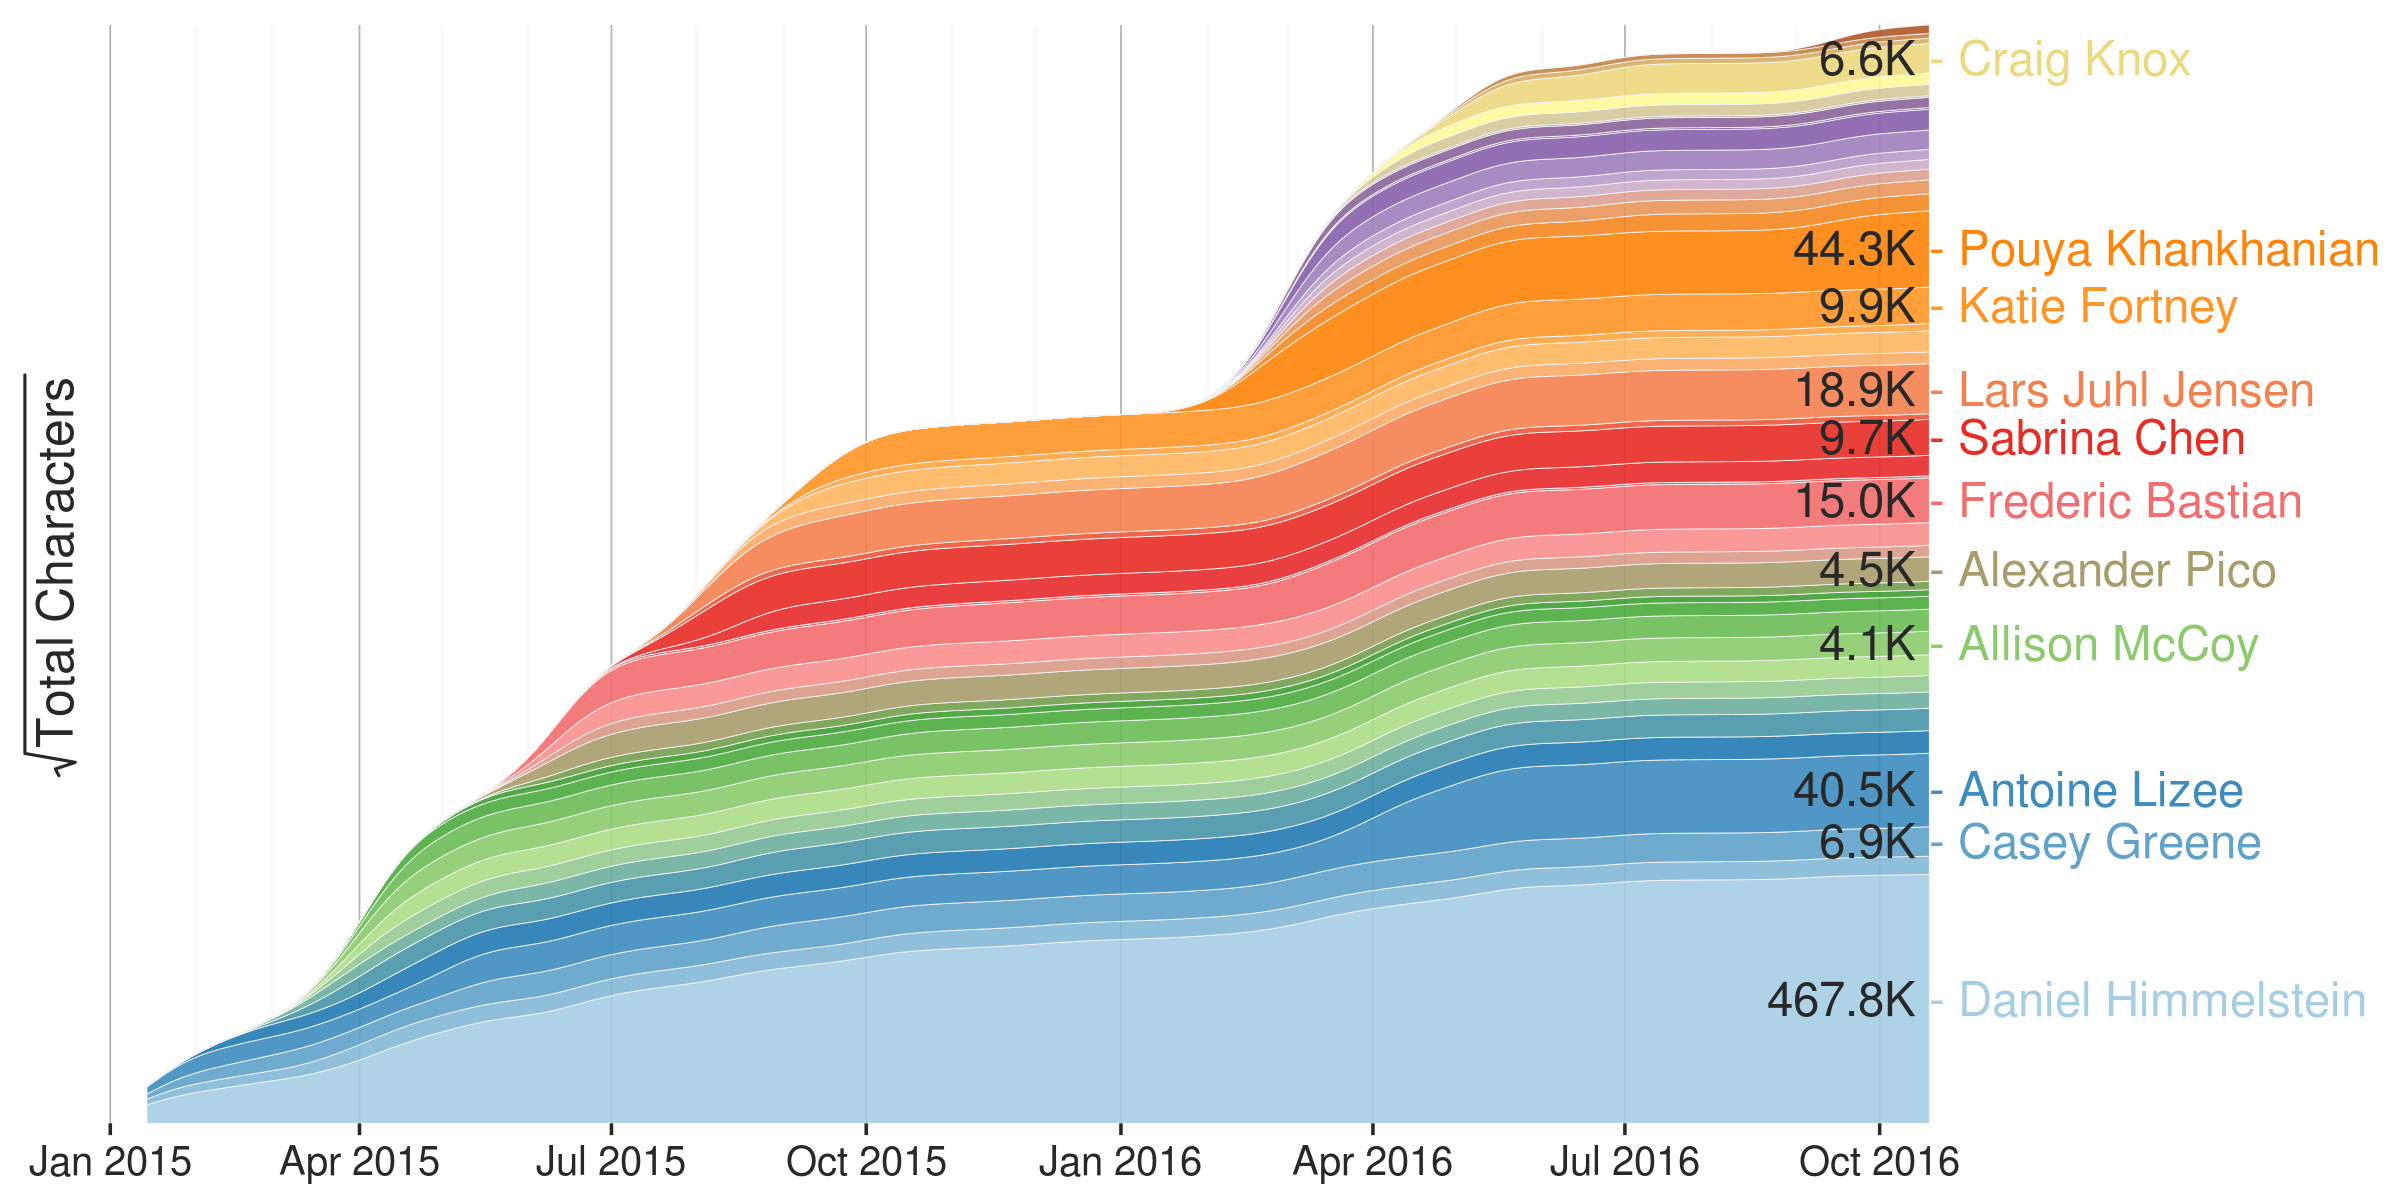 √Total Characters
6.6K - Craig Knox
44.3K - Pouya Khankhanian
9.9K - Katie Fortney
18.9K - Lars Juhl Jensen
9.7K - Sabrina Chen
15.0K - Frederic Bastian
4.5K - Alexander Pico
4.1K - Allison McCoy
40.5K - Antoine Lizee
6.9K - Casey Greene
467.8K - Daniel Himmelstein
Jan 2015 Apr 2015 Jul 2015 Oct 2015 Jan 2016 Apr 2016 Jul 2016 Oct 2016